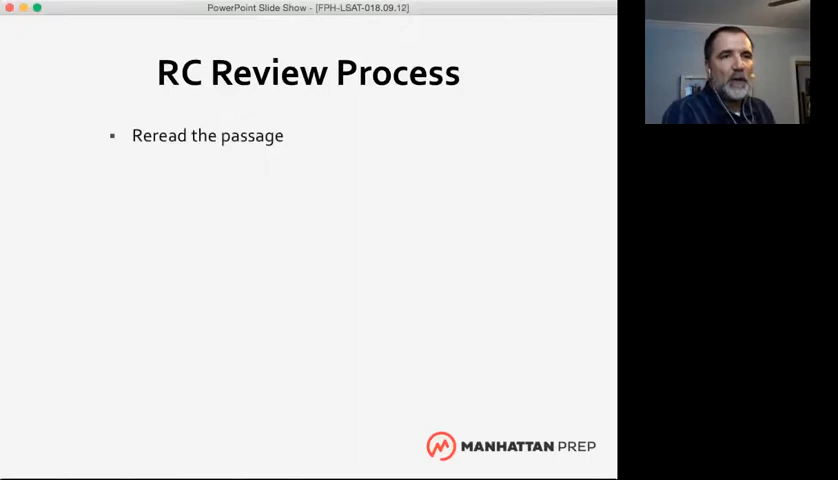 PowerPoint Slide Show - [FPH-LSAT-018.09.12]
RC Review Process
▪ Reread the passage
MANHATTAN PREP